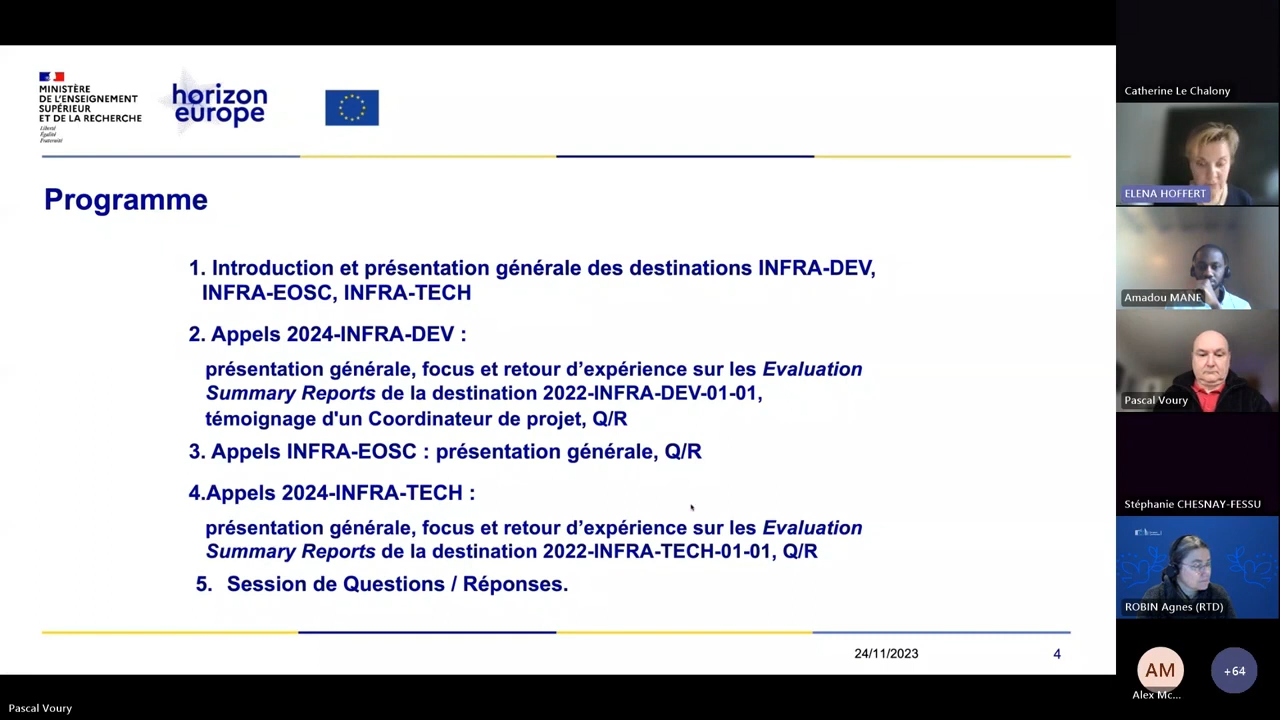 MINISTÈRE
DE L'ENSEIGNEMENT
SUPÉRIEUR
ET DE LA RECHERCHE
Liberté
Égalité
Fraternité
horizon
europe
Programme
1. Introduction et présentation générale des destinations INFRA-DEV,
INFRA-EOSC, INFRA-TECH
2. Appels 2024-INFRA-DEV :
présentation générale, focus et retour d’expérience sur les Evaluation
Summary Reports de la destination 2022-INFRA-DEV-01-01,
témoignage d'un Coordinateur de projet, Q/R
3. Appels INFRA-EOSC : présentation générale, Q/R
4.Appels 2024-INFRA-TECH :
présentation générale, focus et retour d’expérience sur les Evaluation
Summary Reports de la destination 2022-INFRA-TECH-01-01, Q/R
5. Session de Questions / Réponses.
24/11/2023
4
Pascal Voury
Catherine Le Chalony
ELENA HOFFERT
Amadou MANE
Pascal Voury
Stéphanie CHESNAY-FESSU
ROBIN Agnes (RTD)
AM
+64
Alex Mc...